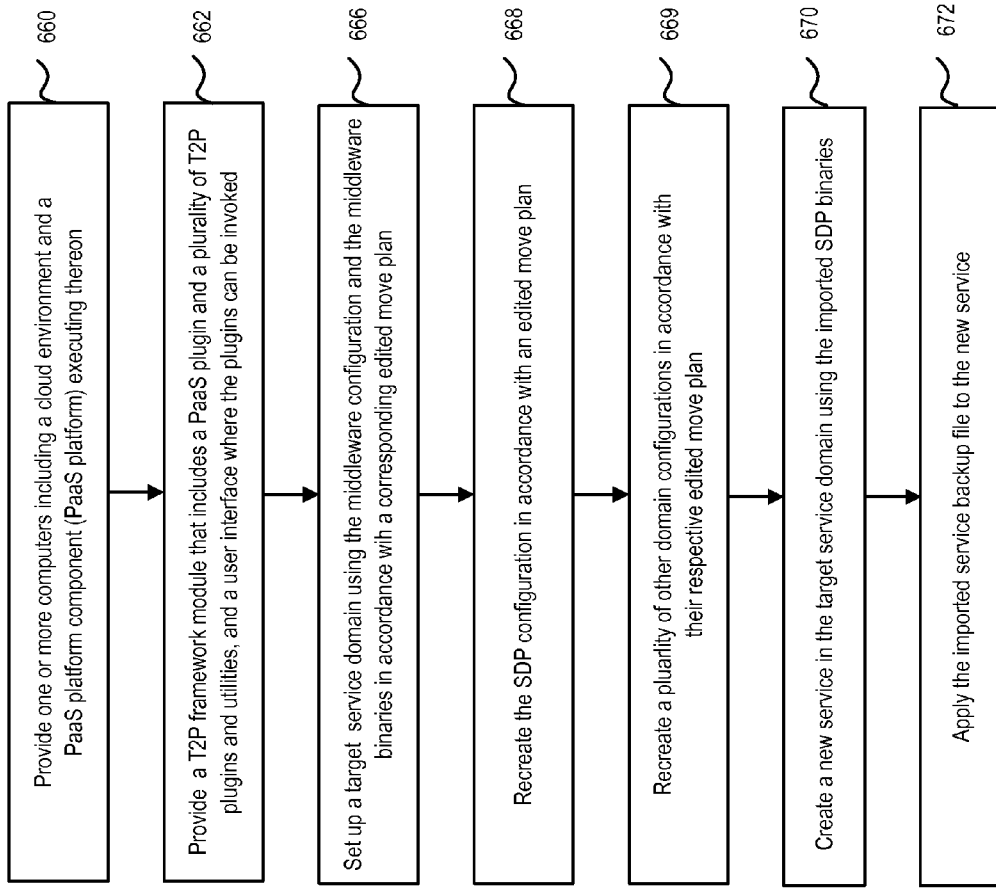 Provide one or more computers including a cloud environment and a
PaaS platform component (PaaS platform) executing thereon
660
Provide a T2P framework module that includes a PaaS plugin and a plurality of T2P
plugins and utilities, and a user interface where the plugins can be invoked
662
Set up a target service domain using the middleware configuration and the middleware
binaries in accordance wih a corresponding edited move plan
666
Recreate the SDP configuration in accordance with an edited move plan
668
Recreate a pluarlity of other domain configurations in accordance with
their respective edited move plan
669
Create a new service in the target service domain using the imported SDP binaries
670
Apply the imported service backup file to the new service
672